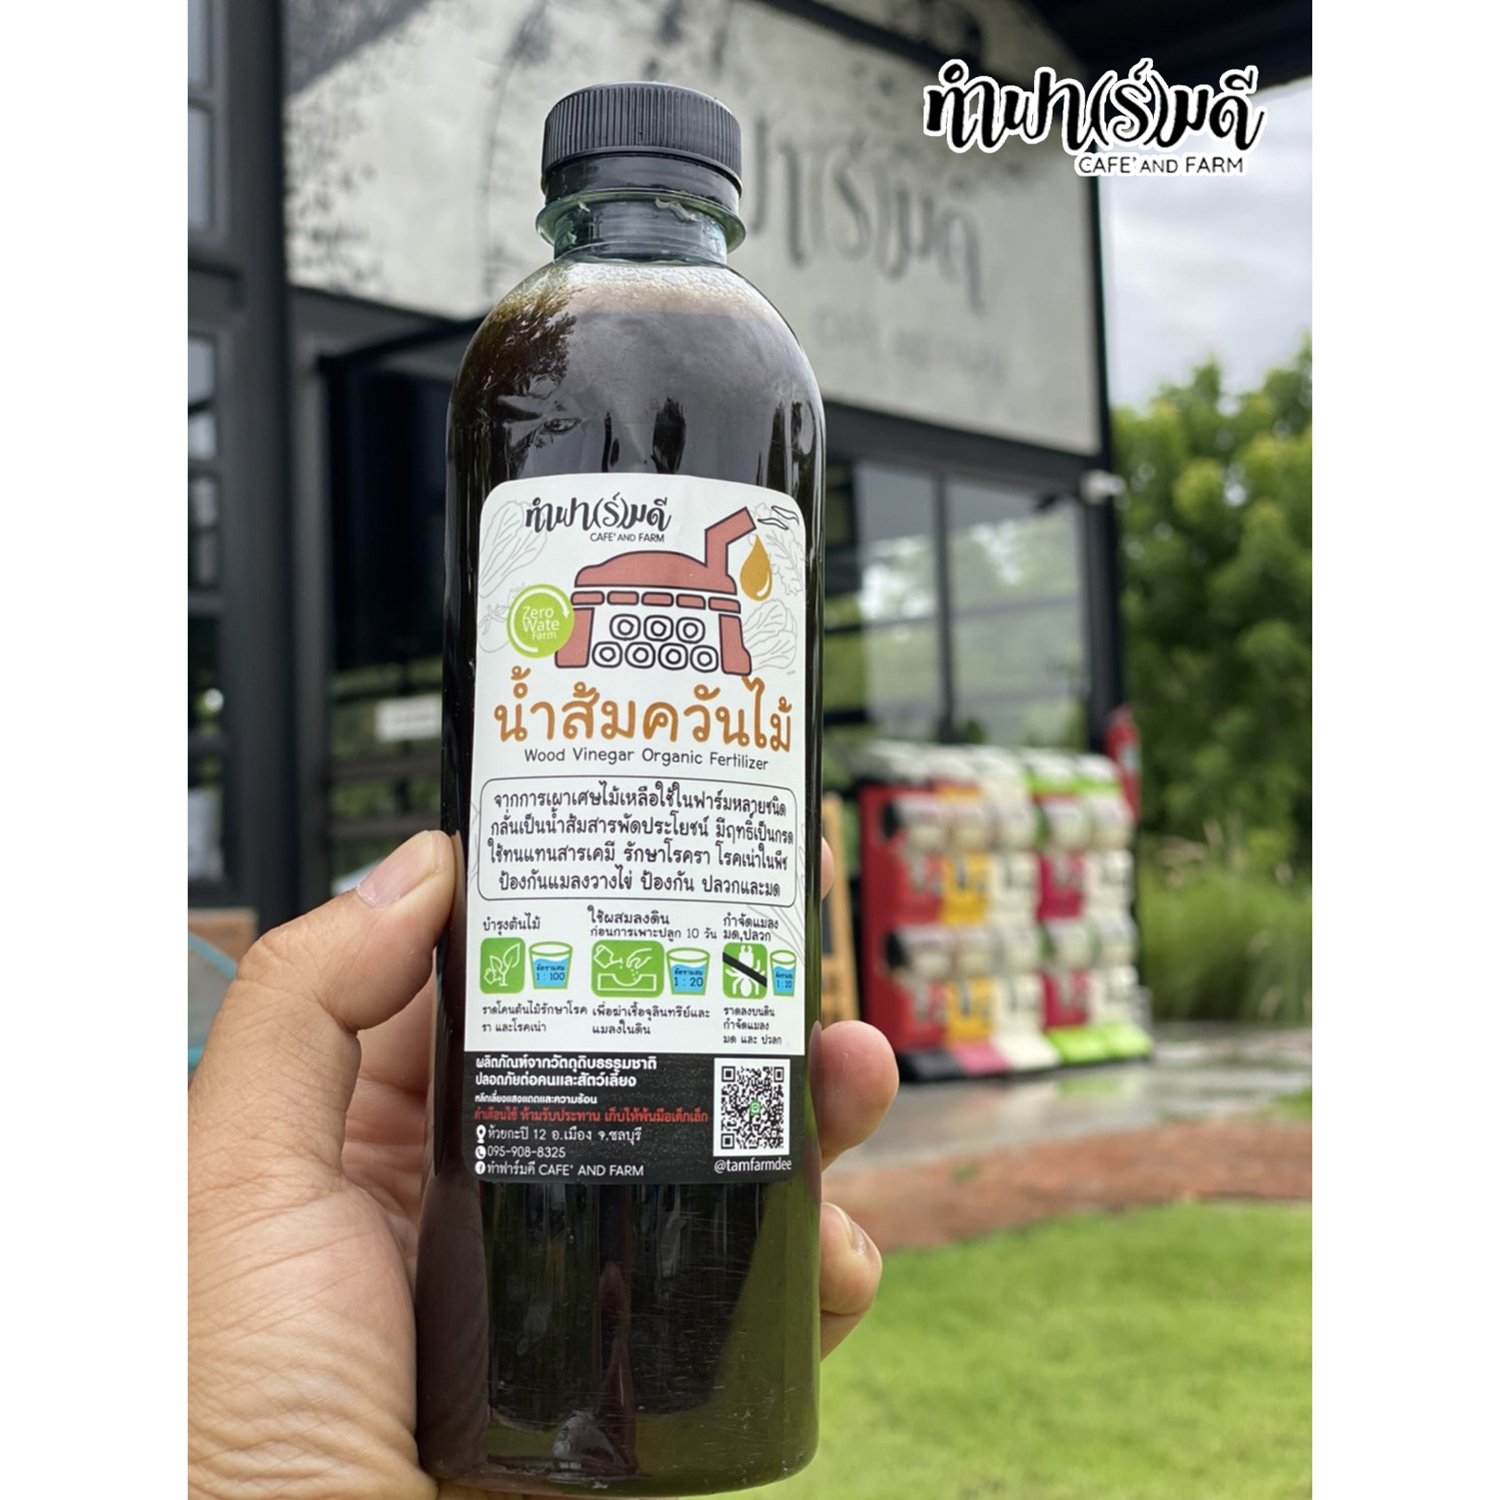 ทำฟา(ร์)มดี
CAFE' AND FARM
ทำฟา(ร์)มดี
CAFE' AND FARM
Zero
Wate
Farm
น้ำส้มควันไม้
Wood Vinegar Organic Fertilizer
จากการเผาเศษไม้เหลือใช้ในฟาร์มหลายชนิด
กลั่นเป็นน้ำส้มสารพัดประโยชน์ มีฤทธิ์เป็นกรด
ใช้ทนแทนสารเคมี รักษาโรครา โรคเน่าในพืช
ป้องกันแมลงวางไข่ ป้องกัน ปลวกและมด
บำรุงต้นไม้
อัตราผสม
1 : 100
ราดโคนต้นไม้รักษาโรค
รา และโรคเน่า
ใช้ผสมลงดิน
ก่อนการเพาะปลูก 10 วัน
อัตราผสม
1 : 20
เพื่อฆ่าเชื้อจุลินทรีย์และ
แมลงในดิน
กำจัดแมลง
มด,ปลวก
1 : 20
ราดลงบนดิน
กำจัดแมลง
มด และ ปวลก
ผลิตภัณฑ์จากวัตถุดิบธรรมชาติ
ปลอดภัยต่อคนและสัตว์เลี้ยง
หลีกเลี่ยงแสงแดดและความร้อน
คำเตือนใช้ ห้ามรับประทาน เก็บให้พ้นมือเด็กเล็ก
ห้วยกะปิ 12 อ.เมือง จ.ชลบุรี
095-908-8325
ทำฟาร์มดี CAFE' AND FARM
@tamfarmdee